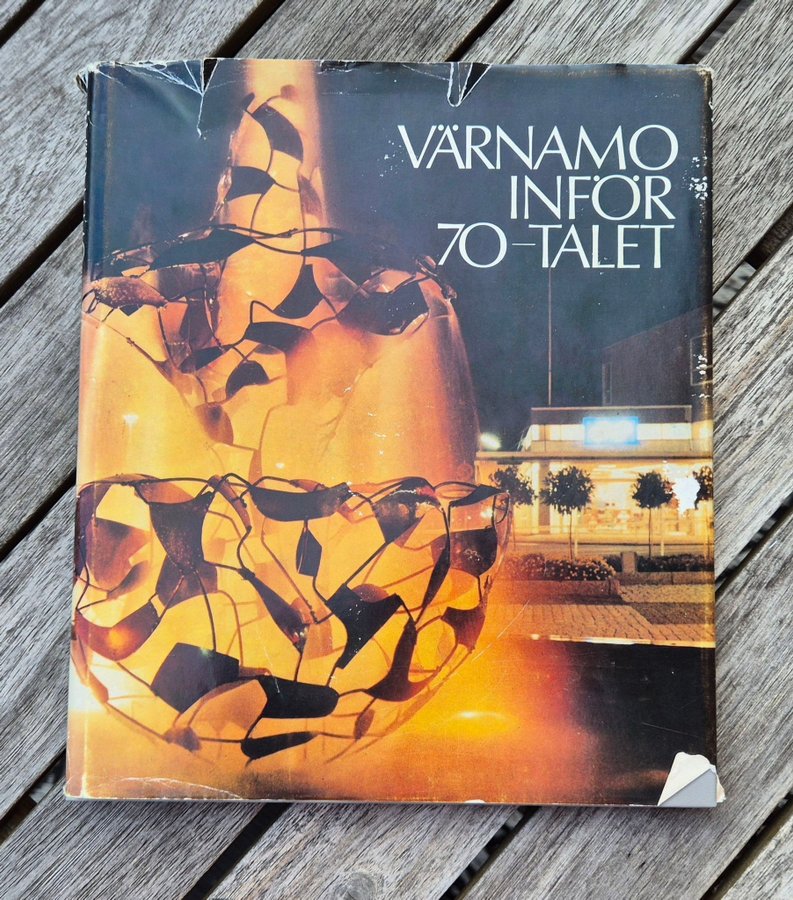 VÄRNAMO
INFÖR
70-TALET